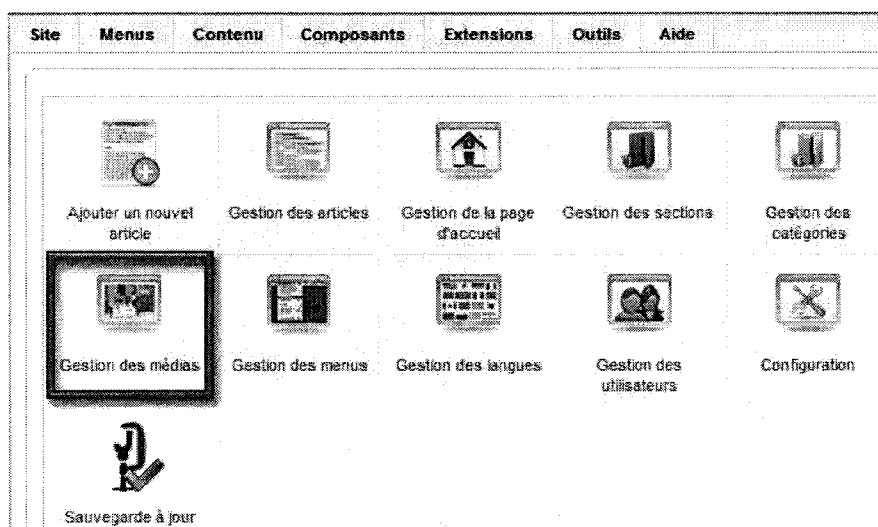 Site Menus Contenu Composants Extensions Outils Aide
Ajouter un nouvel
article
Gestion des articles
Gestion de la page
d'accueil
Gestion des sections
Gestion des
catégories
Gestion des médias
Gestion des menus
Gestion des langues
Gestion des
utilisateurs
Configuration
Sauvegarde à jour